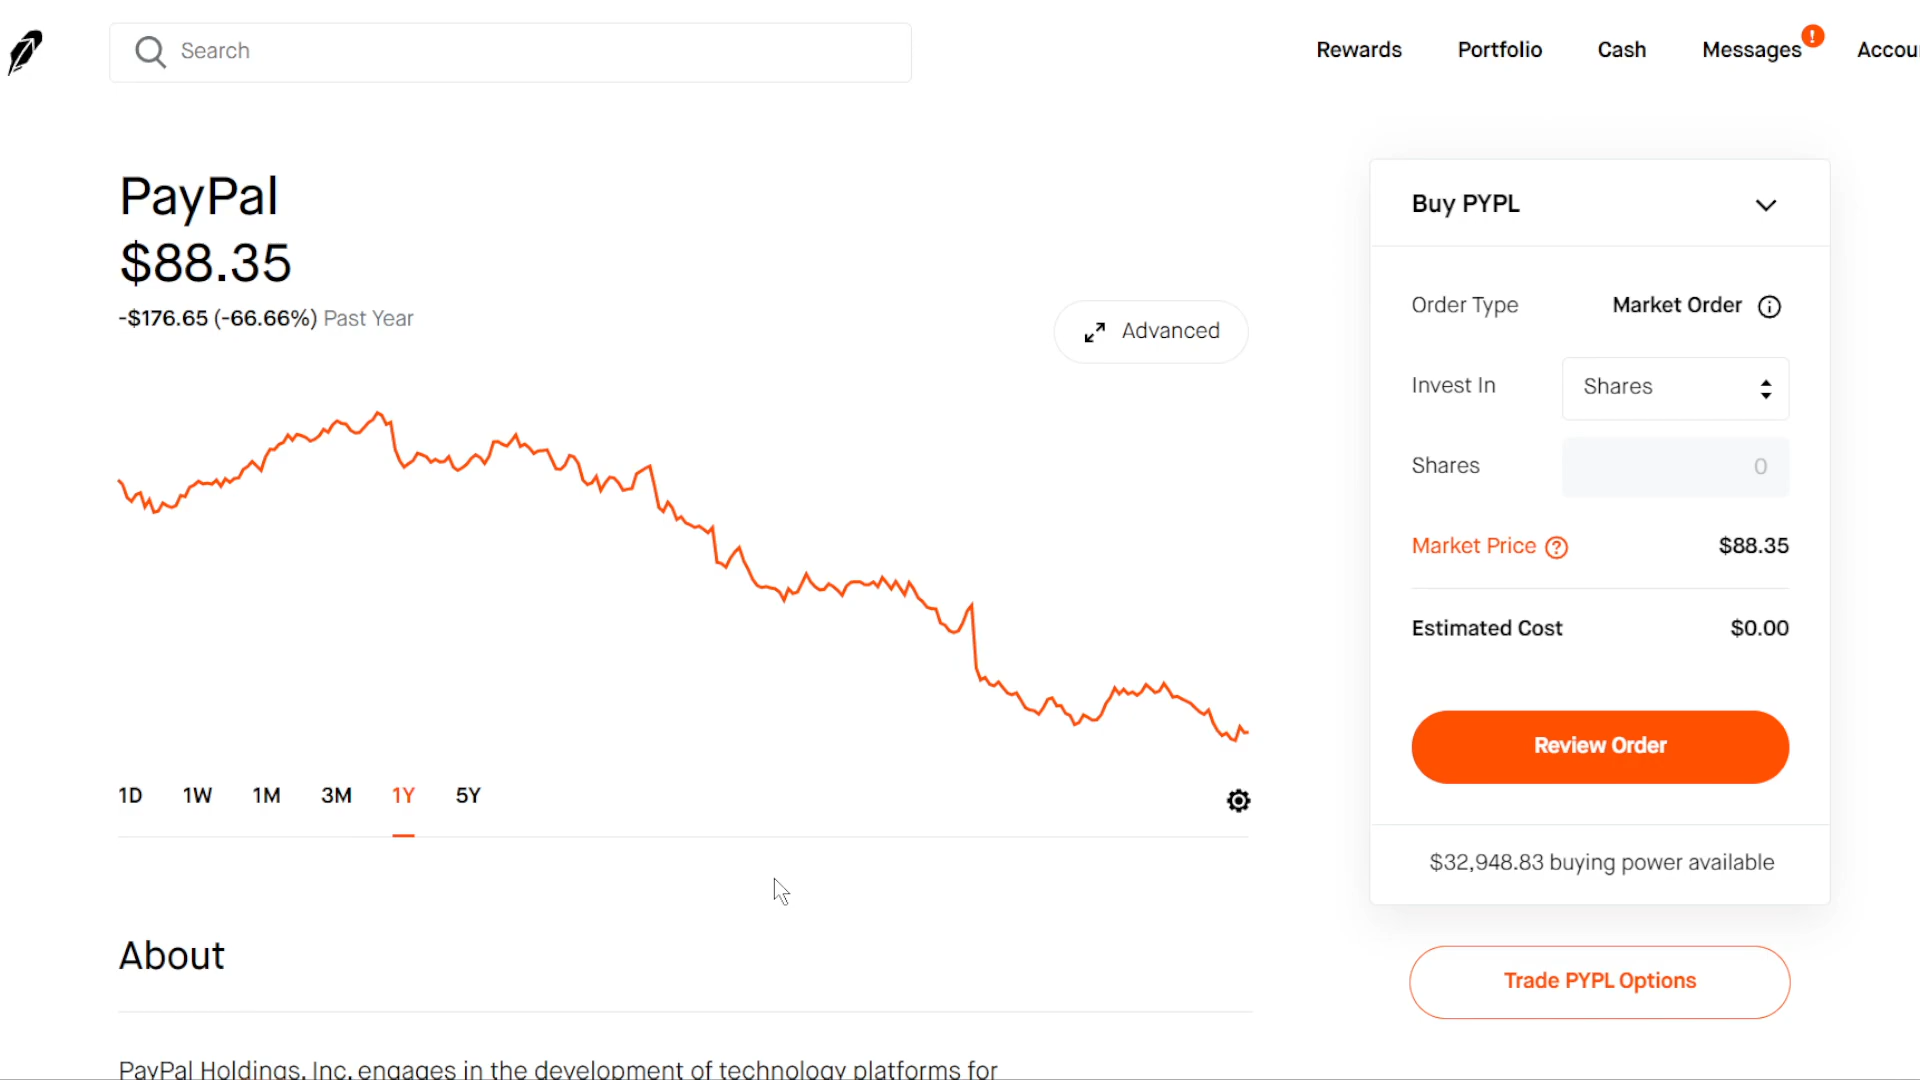 Search
Rewards
Portfolio
Cash
Messages
!
Accou
PayPal
$88.35
-$176.65 (-66.66%) Past Year
Advanced
1D 1W 1M 3M 1Y 5Y
About
PayPal Holdings, Inc. engages in the development of technology platforms for
Buy PYPL
Order Type Market Order
Invest In Shares
Shares 0
Market Price ? $88.35
Estimated Cost $0.00
Review Order
$32,948.83 buying power available
Trade PYPL Options